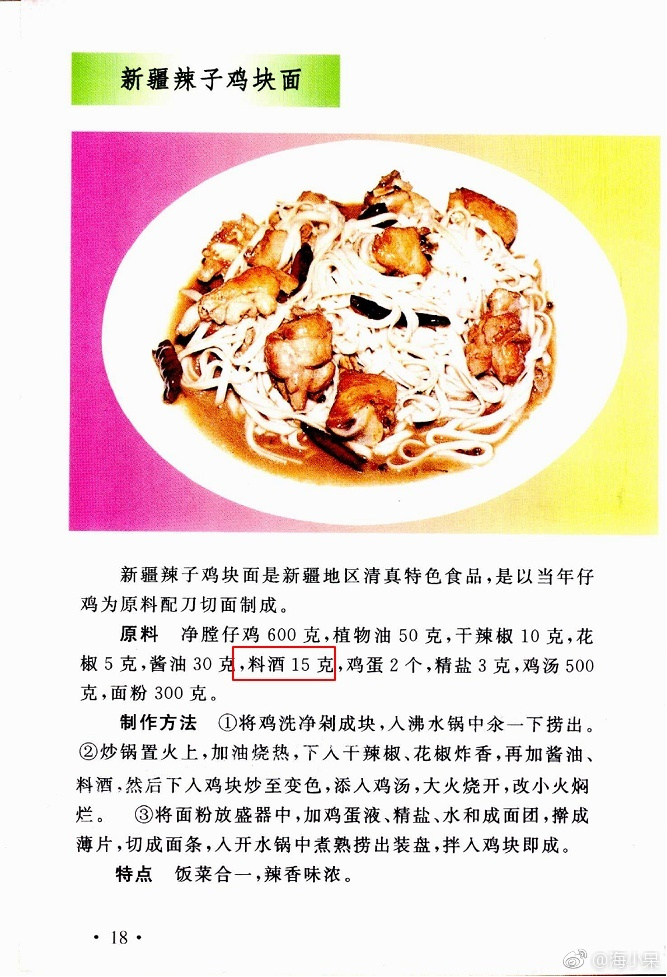 新疆辣子鸡块面
新疆辣子鸡块面是新疆地区清真特色食品,是以当年仔
鸡为原料配刀切面制成。
原料 净膛仔鸡 600 克,植物油 50 克,干辣椒 10 克,花
椒 5 克,酱油 30 克,料酒 15 克,鸡蛋 2 个,精盐 3 克,鸡汤 500
克,面粉 300 克。
制作方法 ①将鸡洗净剁成块,入沸水锅中汆一下捞出。
②炒锅置火上,加油烧热,下入干辣椒、花椒炸香,再加酱油、
料酒,然后下入鸡块炒至变色,添入鸡汤,大火烧开,改小火焖
烂。 ③将面粉放盛器中,加鸡蛋液、精盐、水和成面团,擀成
薄片,切成面条,入开水锅中煮熟捞出装盘,拌入鸡块即成。
特点 饭菜合一,辣香味浓。
· 18 ·
@海小果